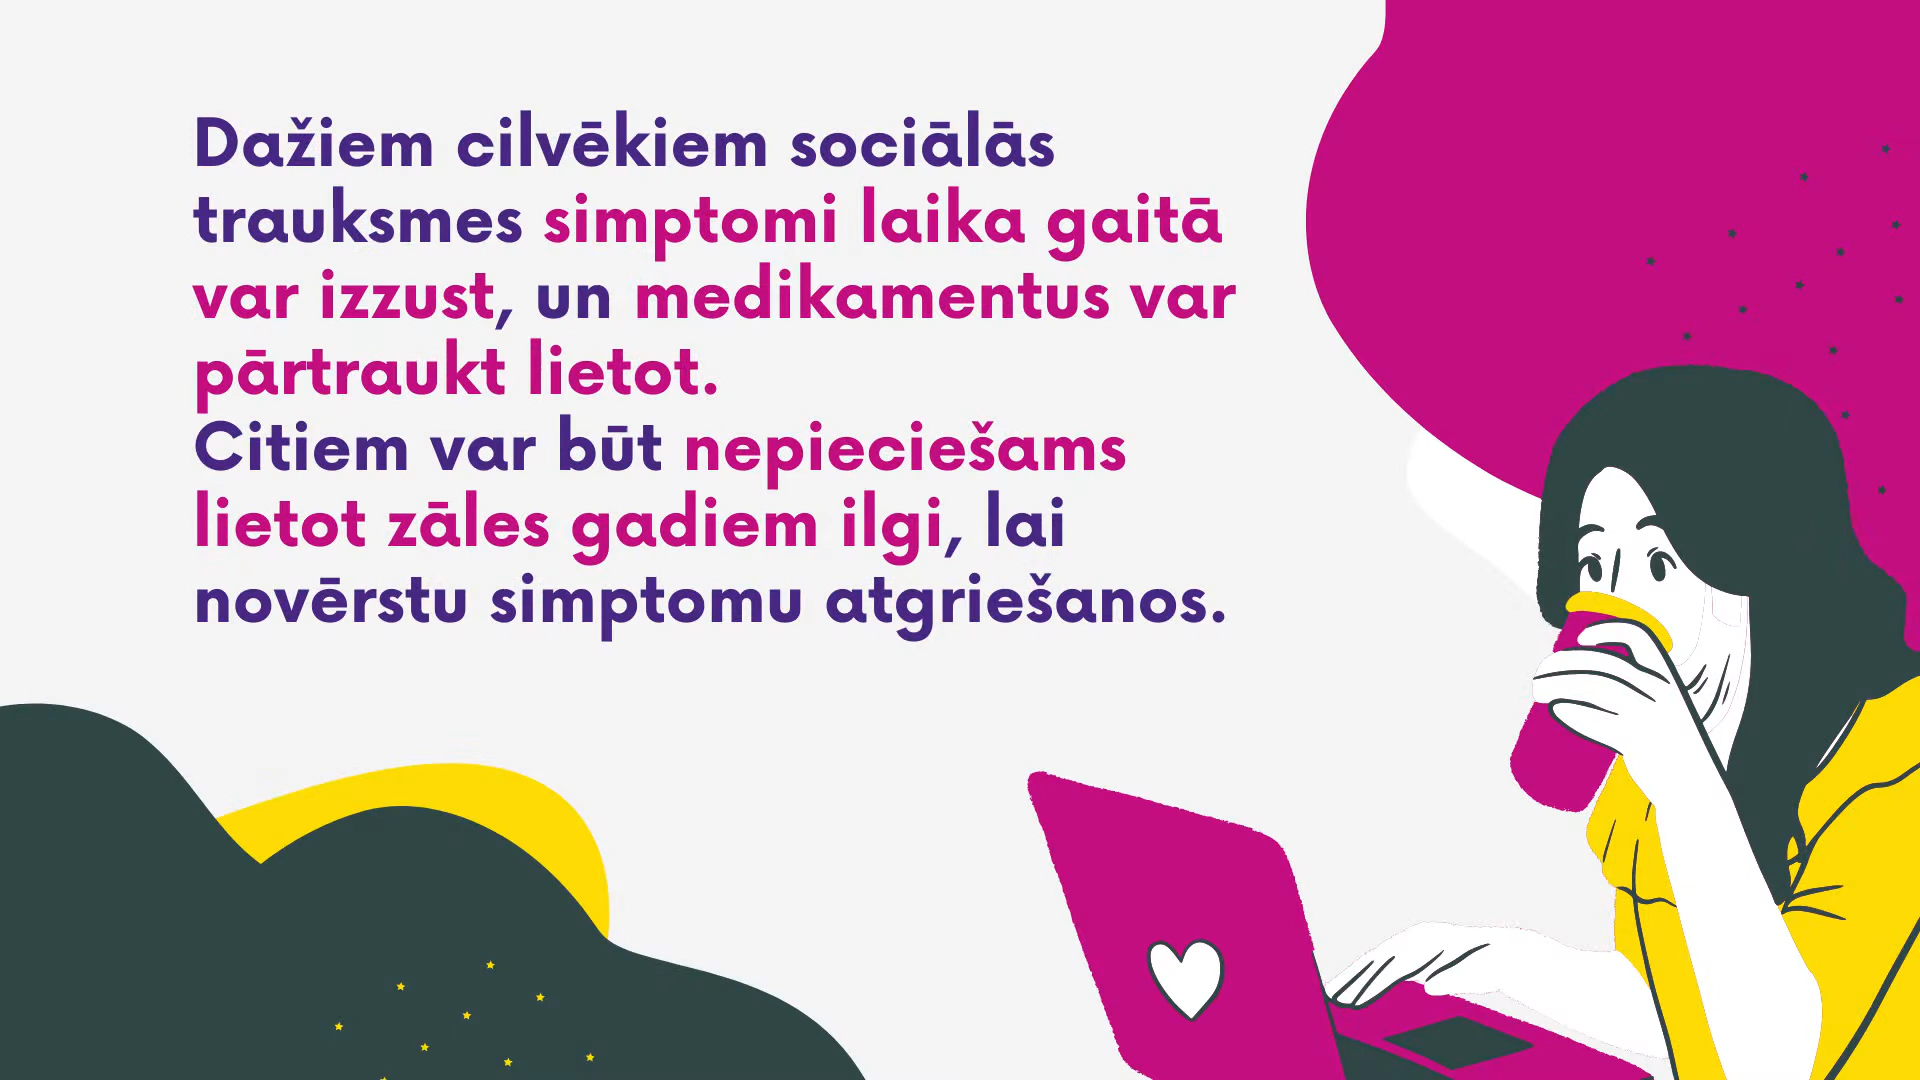 Dažiem cilvēkiem sociālās
trauksmes simptomi laika gaitā
var izzust, un medikamentus var
pārtraukt lietot.
Citiem var būt nepieciešams
lietot zāles gadiem ilgi, lai
novērstu simptomu atgriešanos.